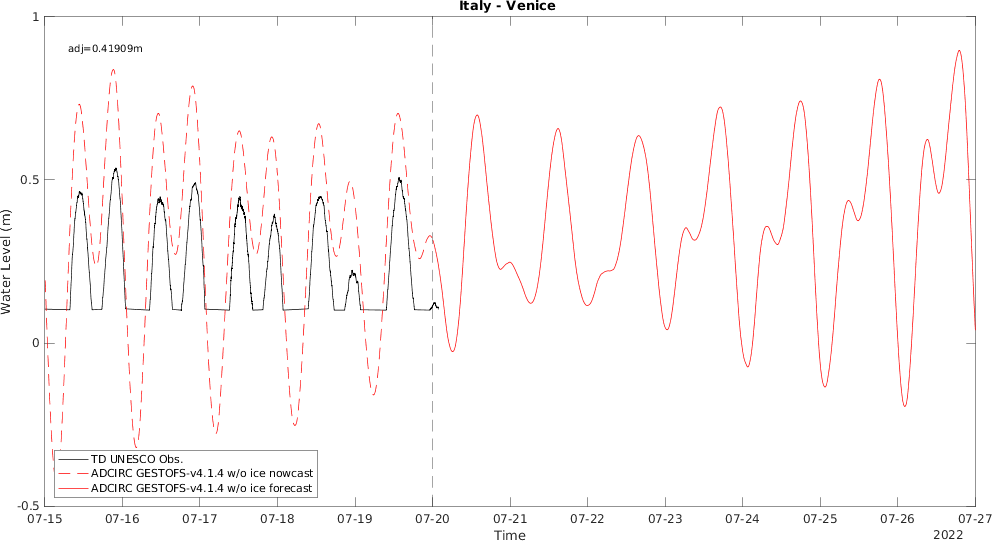 Italy - Venice
1
adj=0.41909m
0.5
Water Level (m)
0
TD UNESCO Obs.
ADCIRC GESTOFS-v4.1.4 w/o ice nowcast
ADCIRC GESTOFS-v4.1.4 w/o ice forecast
-0.5
07-15 07-16 07-17 07-18 07-19 07-20 07-21 07-22 07-23 07-24 07-25 07-26 07-27
Time
2022